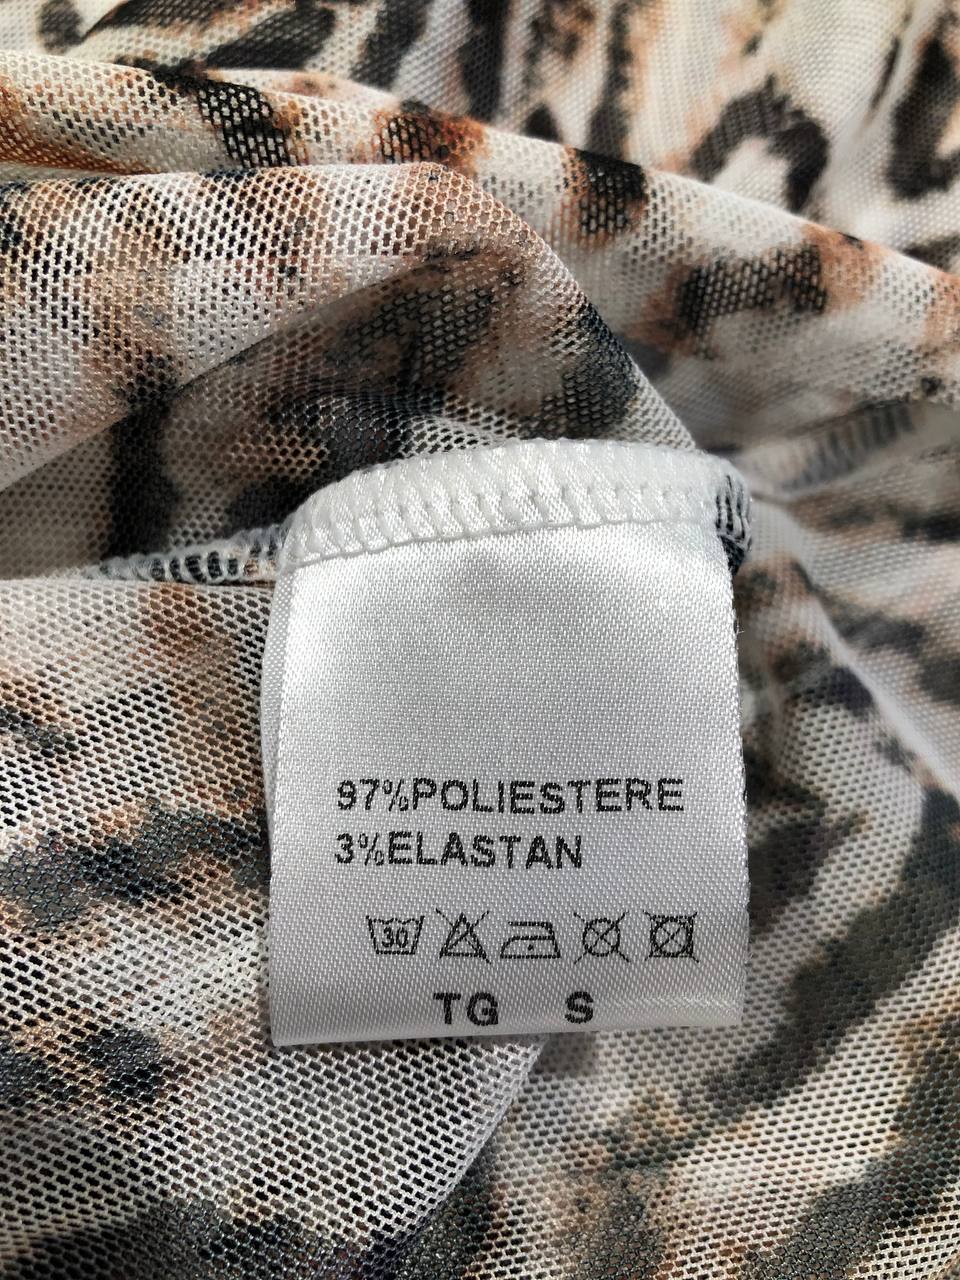 97%POLIESTERE
3%ELASTAN
30
TG S